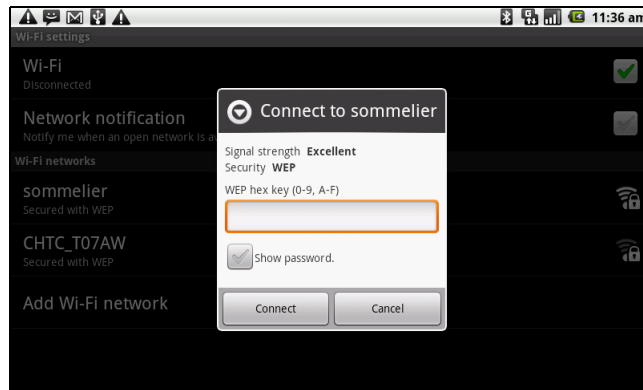 11:36 am
Wi-Fi settings
Wi-Fi
Disconnected
Network notification
Notify me when an open network is av
Wi-Fi networks
sommelier
Secured with WEP
CHTC_T07AW
Secured with WEP
Add Wi-Fi network
Connect to sommelier
Signal strength Excellent
Security WEP
WEP hex key (0-9, A-F)
Show password.
Connect
Cancel